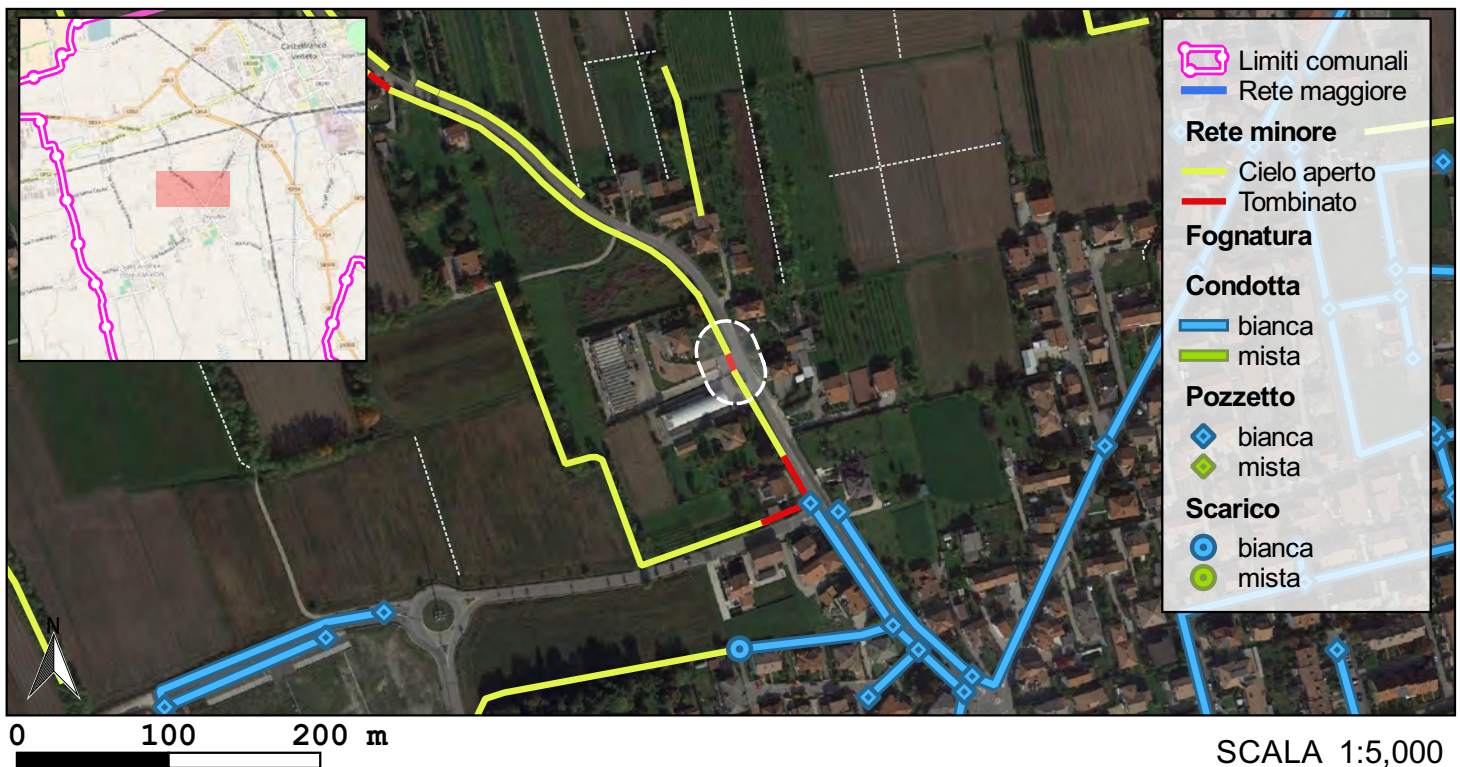 Castelfranco
Veneto
Limiti comunali
Rete maggiore
Rete minore
Cielo aperto
Tombinato
Fognatura
Condotta
bianca
mista
Pozzetto
bianca
mista
Scarico
bianca
mista
N
0 100 200 m
SCALA 1:5,000